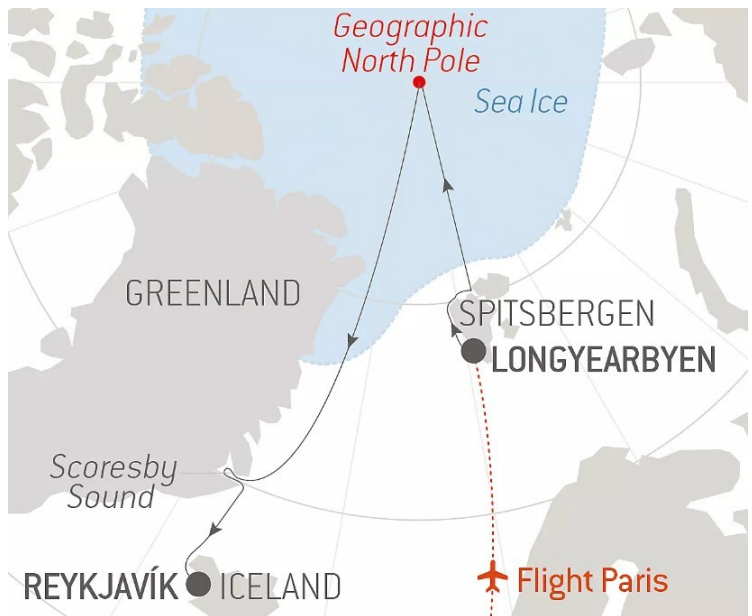 Geographic
North Pole
Sea Ice
GREENLAND
SPITSBERGEN
LONGYEARBYEN
Scoresby
Sound
REYKJAVÍK ICELAND
Flight Paris